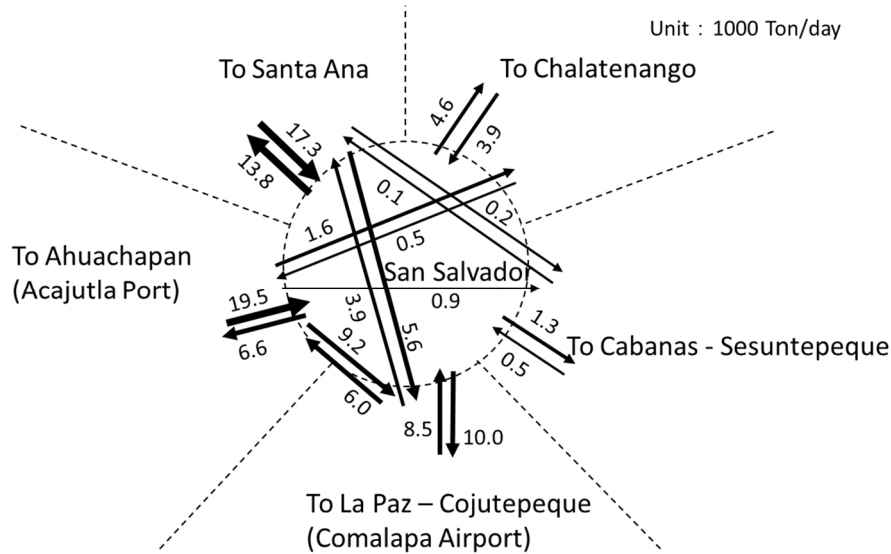 Unit : 1000 Ton/day
To Santa Ana
To Chalatenango
4.6
3.9
17.3
13.8
0.1
0.2
1.6
0.5
To Ahuachapan
(Acajutla Port)
San Salvador
0.9
19.5
6.6
3.9
5.6
9.2
6.0
1.3
0.5
To Cabanas - Sesuntepeque
8.5
10.0
To La Paz – Cojutepeque
(Comalapa Airport)